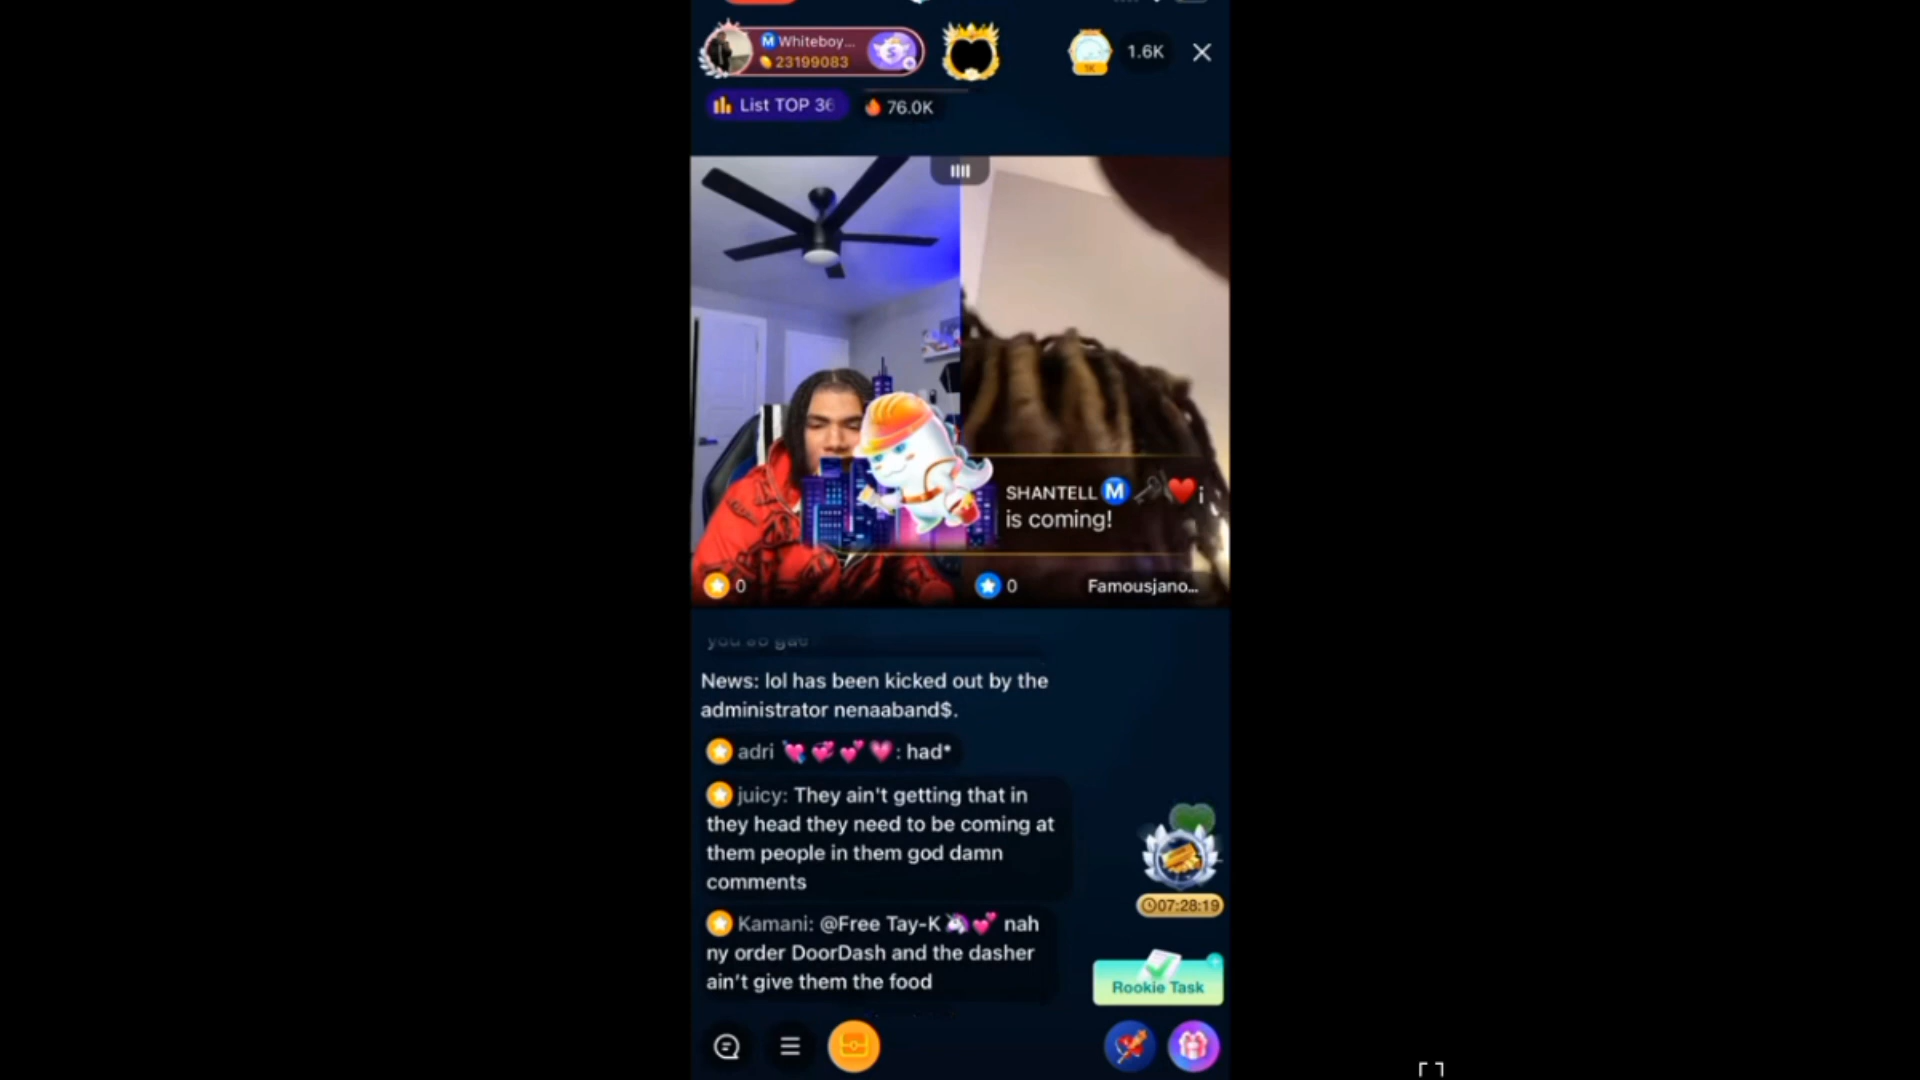 Ⓜ Whiteboy...
23199083
1K
1.6K
List TOP 36
76.0K
SHANTELL Ⓜ 🗝❤️
is coming!
0
0
Famousjano...
News: lol has been kicked out by the
administrator nenaaband$.
adri 💘💞💕💗: had*
juicy: They ain't getting that in
they head they need to be coming at
them people in them god damn
comments
07:28:19
Kamani: @Free Tay-K🦄💕 nah
ny order DoorDash and the dasher
ain't give them the food
Rookie Task